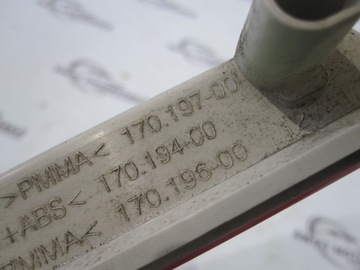 >PMMA< 170.197-00
+ABS< 170.194-00
PMMA< 170.196-00